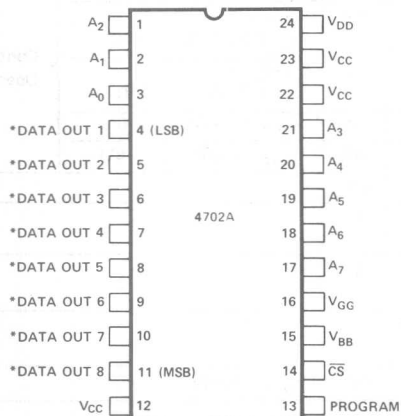 A2 1 24 VDD
A1 2 23 VCC
A0 3 22 VCC
*DATA OUT 1 4 (LSB) 21 A3
*DATA OUT 2 5 20 A4
*DATA OUT 3 6 19 A5
4702A
*DATA OUT 4 7 18 A6
*DATA OUT 5 8 17 A7
*DATA OUT 6 9 16 VGG
*DATA OUT 7 10 15 VBB
*DATA OUT 8 11 (MSB) 14 C̅S̅
VCC 12 13 PROGRAM